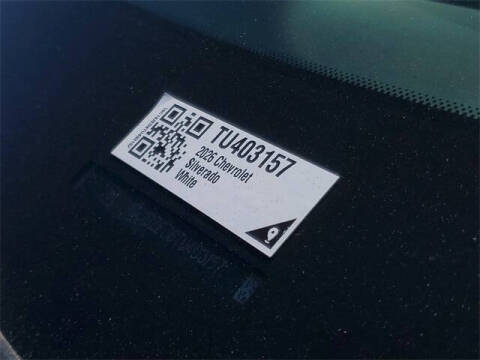 TU403157
2026 Chevrolet
Silverado
White